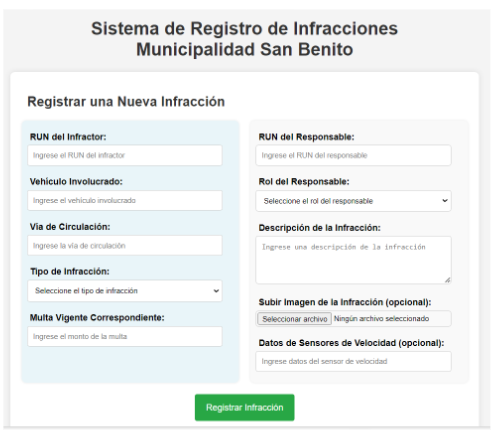 Sistema de Registro de Infracciones
Municipalidad San Benito
Registrar una Nueva Infracción
RUN del Infractor:
Ingrese el RUN del infractor
Vehículo Involucrado:
Ingrese el vehículo involucrado
Vía de Circulación:
Ingrese la vía de circulación
Tipo de Infracción:
Seleccione el tipo de infracción
Multa Vigente Correspondiente:
Ingrese el monto de la multa
RUN del Responsable:
Ingrese el RUN del responsable
Rol del Responsable:
Seleccione el rol del responsable
Descripción de la Infracción:
Ingrese una descripción de la infracción
Subir Imagen de la Infracción (opcional):
Seleccionar archivo Ningún archivo seleccionado
Datos de Sensores de Velocidad (opcional):
Ingrese datos del sensor de velocidad
Registrar Infracción